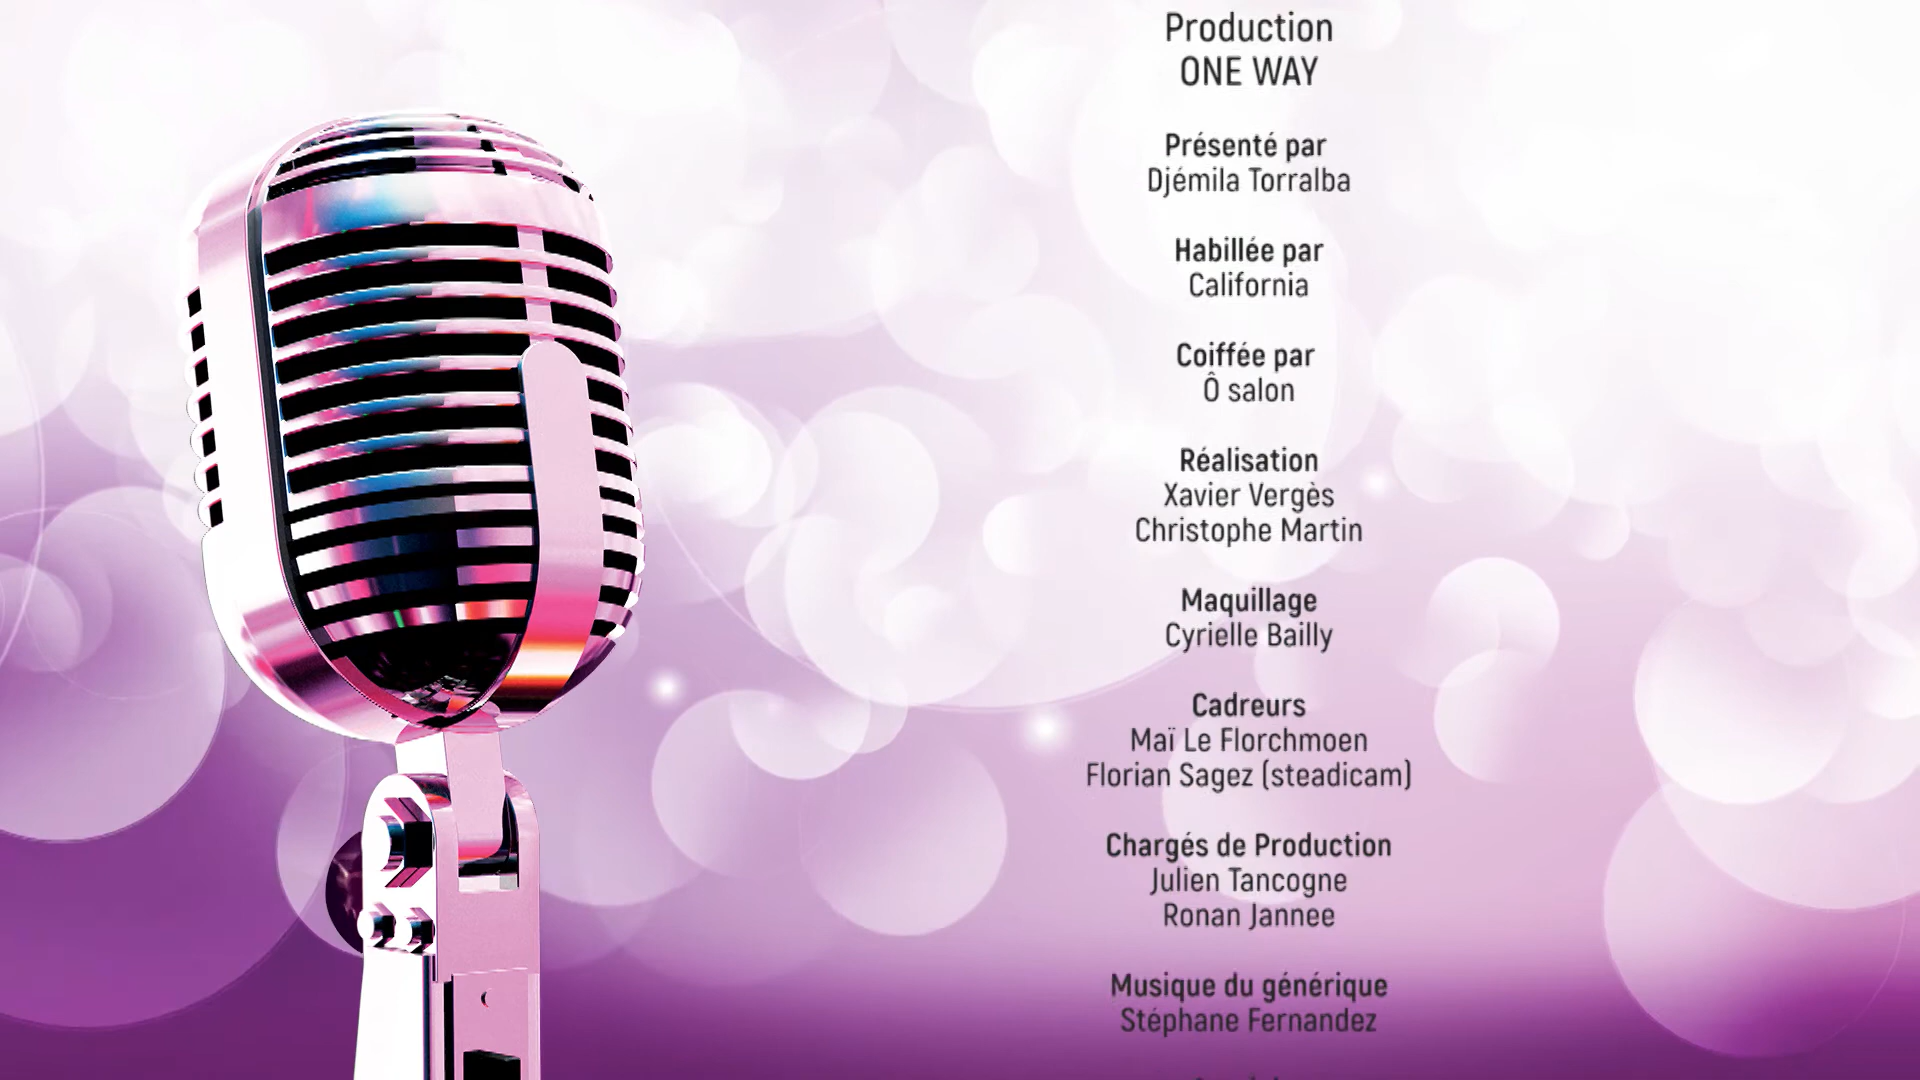 Production
ONE WAY
Présenté par
Djémila Torralba
Habillée par
California
Coiffée par
Ô salon
Réalisation
Xavier Vergès
Christophe Martin
Maquillage
Cyrielle Bailly
Cadreurs
Maï Le Florchmoen
Florian Sagez (steadicam)
Chargés de Production
Julien Tancogne
Ronan Jannee
Musique du générique
Stéphane Fernandez